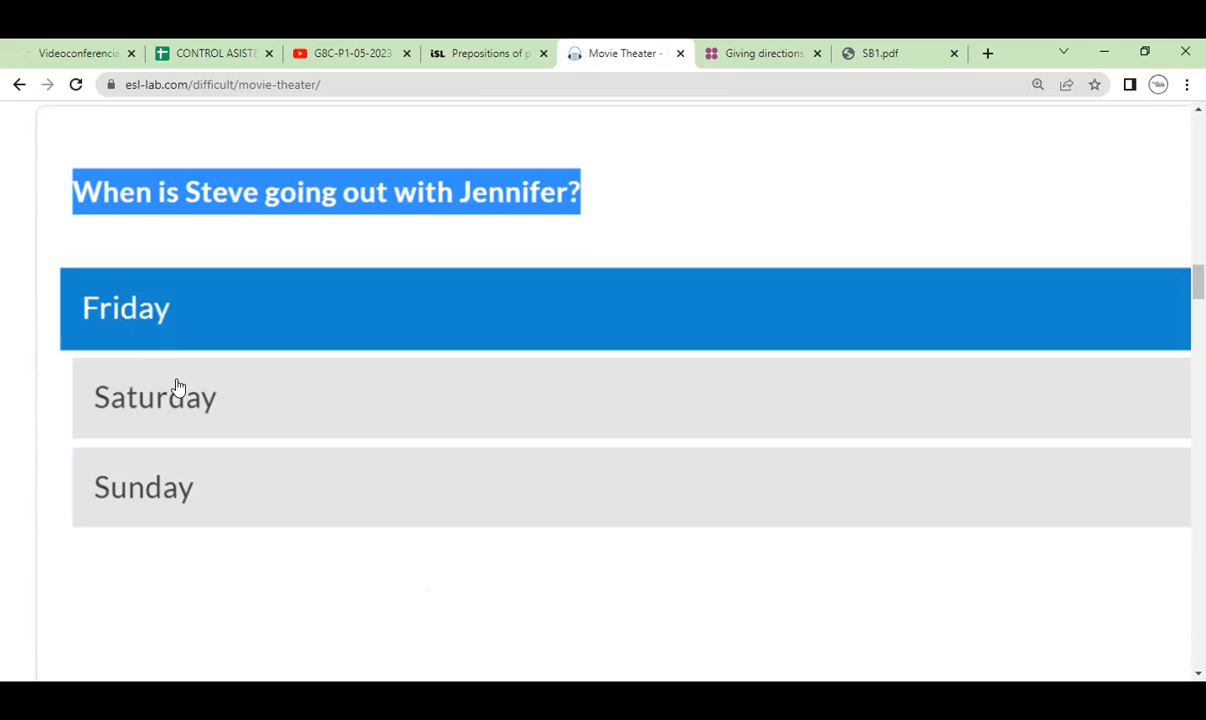 Videoconferencia
CONTROL ASISTE
G8C-P1-05-2023
iSL Prepositions of p
Movie Theater -
Giving directions
SB1.pdf
esl-lab.com/difficult/movie-theater/
When is Steve going out with Jennifer?
Friday
Saturday
Sunday